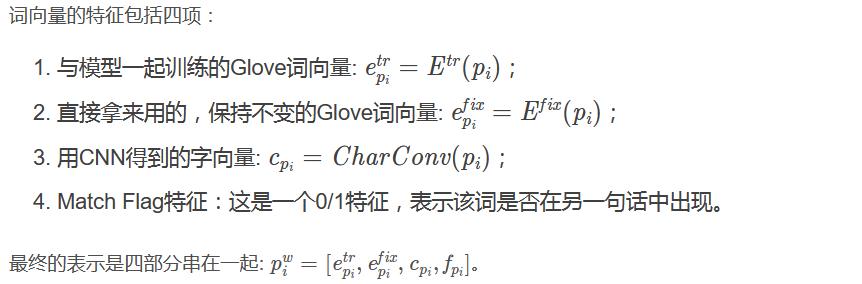 词向量的特征包括四项：
1. 与模型一起训练的Glove词向量: $e_{p_i}^{tr} = E^{tr}(p_i)$；
2. 直接拿来用的，保持不变的Glove词向量: $e_{p_i}^{fix} = E^{fix}(p_i)$；
3. 用CNN得到的字向量: $c_{p_i} = CharConv(p_i)$；
4. Match Flag特征：这是一个0/1特征，表示该词是否在另一句话中出现。
最终的表示是四部分串在一起: $p_i^w = [e_{p_i}^{tr}, e_{p_i}^{fix}, c_{p_i}, f_{p_i}]$。